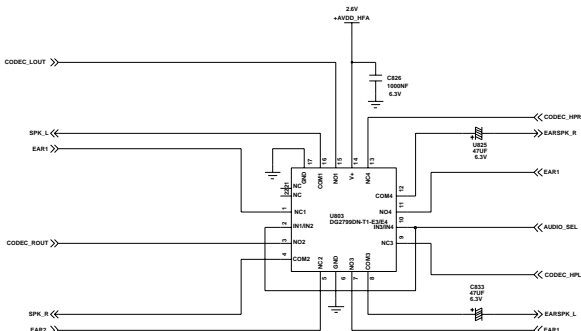 2.6V
+AVDD_HFA
CODEC_LOUT
C826
1000NF
6.3V
CODEC_HPR
SPK_L
EARSPK_R
EAR1
U825
47UF
6.3V
17
16
15
14
13
GND
COM1
NO1
V+
NC4
22 21
NC
NC
COM4
12
EAR1
U803
NO4
11
DG2799DN-T1-E3/E4
1
NC1
IN3/IN4
10
AUDIO_SEL
2
IN1/IN2
NC3
9
CODEC_ROUT
3
NO2
4
COM2
NC2
GND
NO3
COM3
5
6
7
8
CODEC_HPL
C833
47UF
6.3V
SPK_R
EARSPK_L
EAR2
EAR1